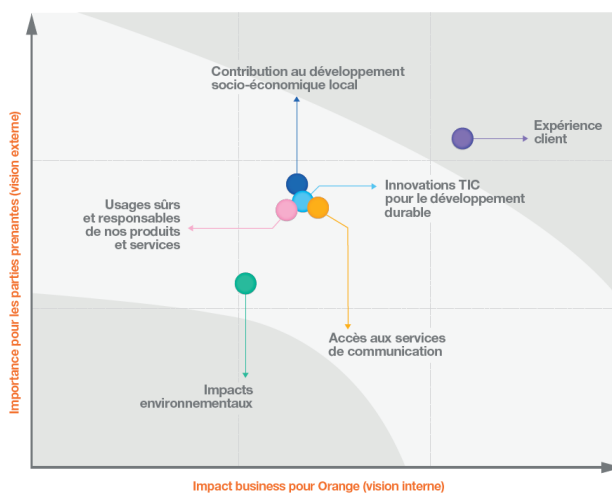 Contribution au développement
socio-économique local
Expérience
client
Innovations TIC
pour le développement
durable
Usages sûrs
et responsables
de nos produits
et services
Accès aux services
de communication
Impacts
environnementaux
Importance pour les parties prenantes (vision externe)
Impact business pour Orange (vision interne)